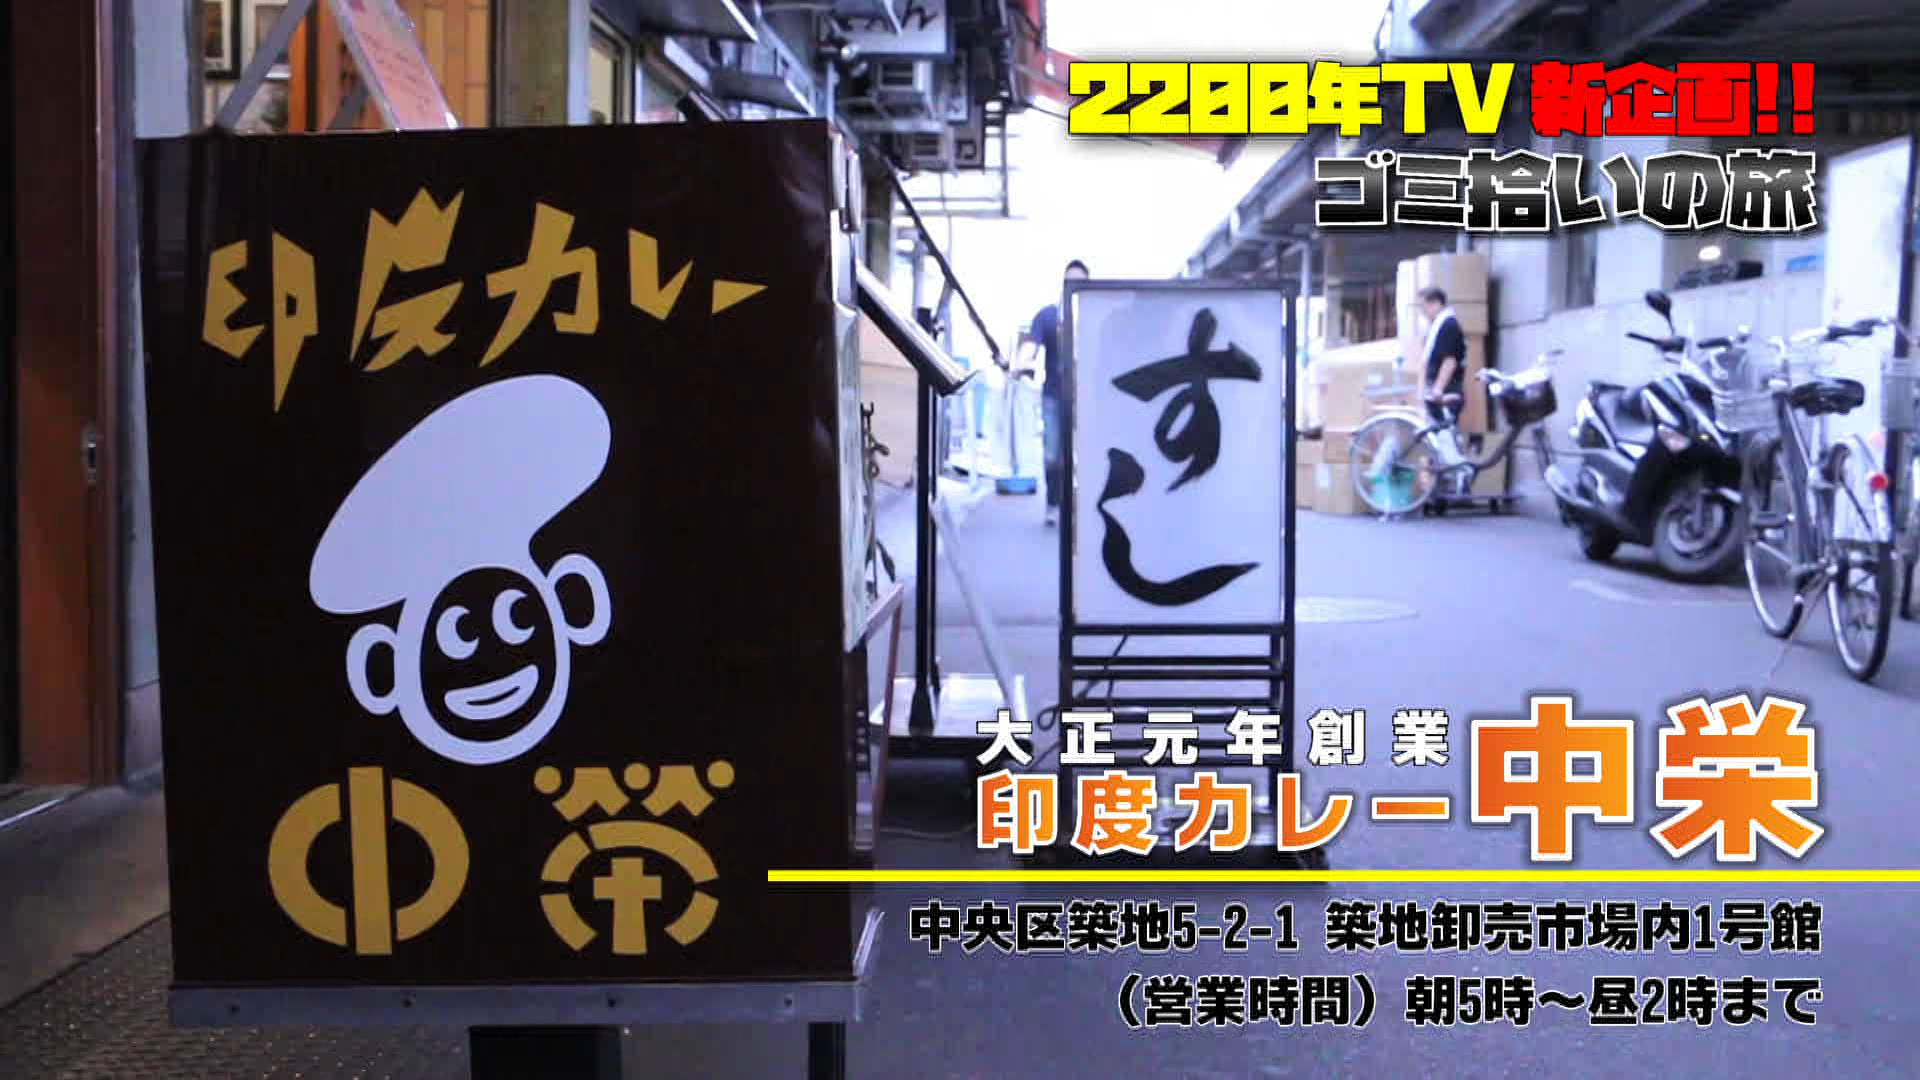 2200年TV 新企画!!
ゴミ拾いの旅
印度カレー
中栄
すし
大正元年創業
印度カレー 中栄
中央区築地5-2-1 築地卸売市場内1号館
（営業時間）朝5時〜昼2時まで